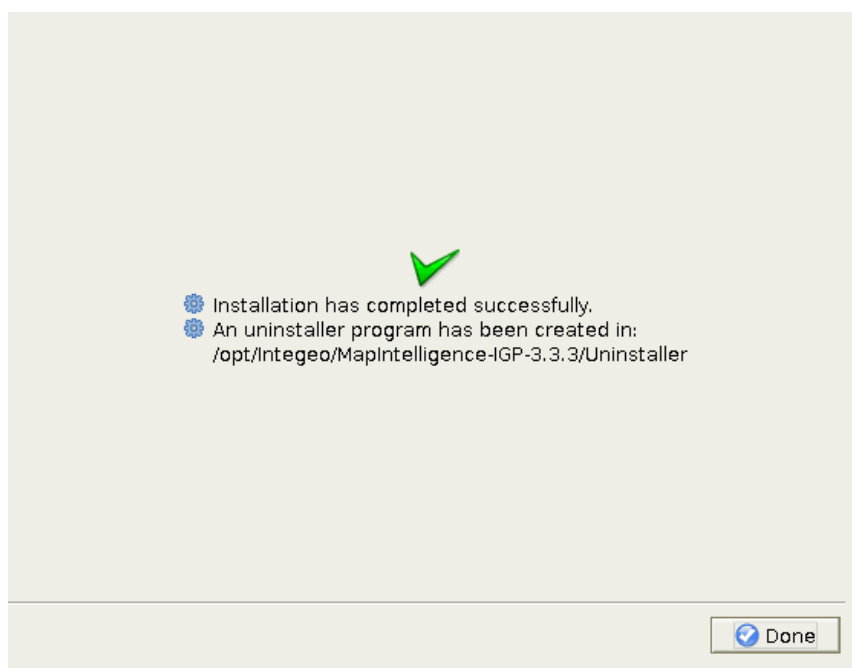 Installation has completed successfully.
An uninstaller program has been created in:
/opt/Integeo/MapIntelligence-IGP-3.3.3/Uninstaller
Done